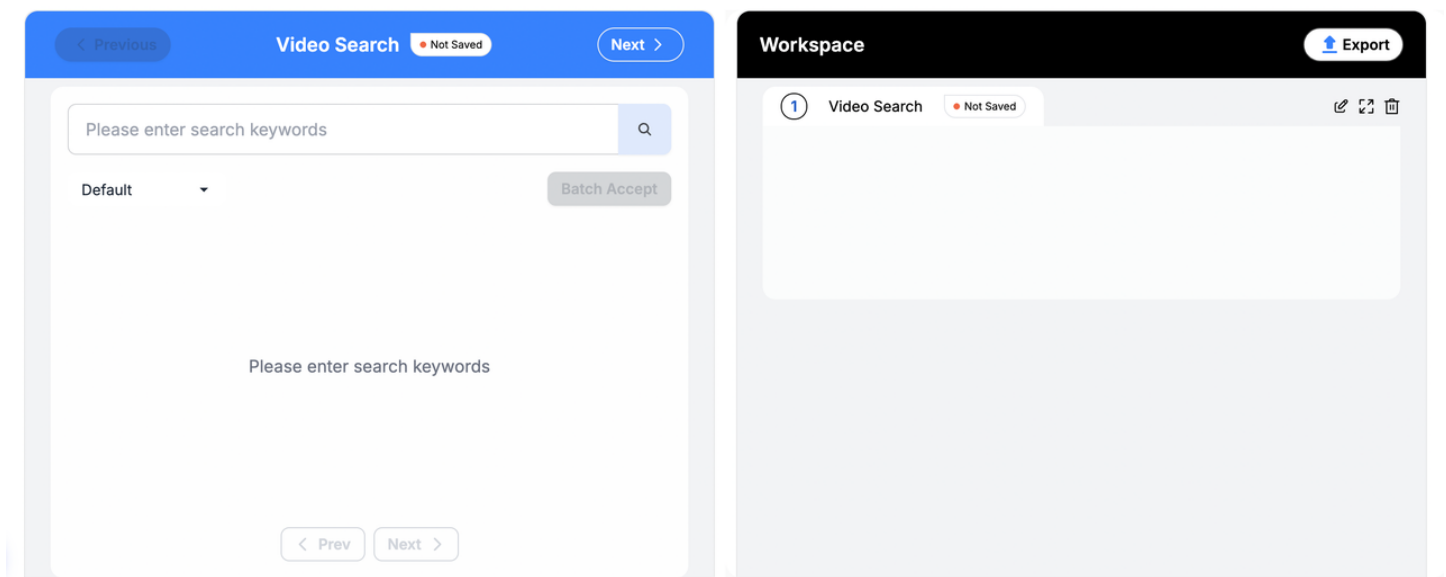 Previous
Video Search
Not Saved
Next
Please enter search keywords
Default
Batch Accept
Please enter search keywords
Prev
Next
Workspace
Export
1
Video Search
Not Saved